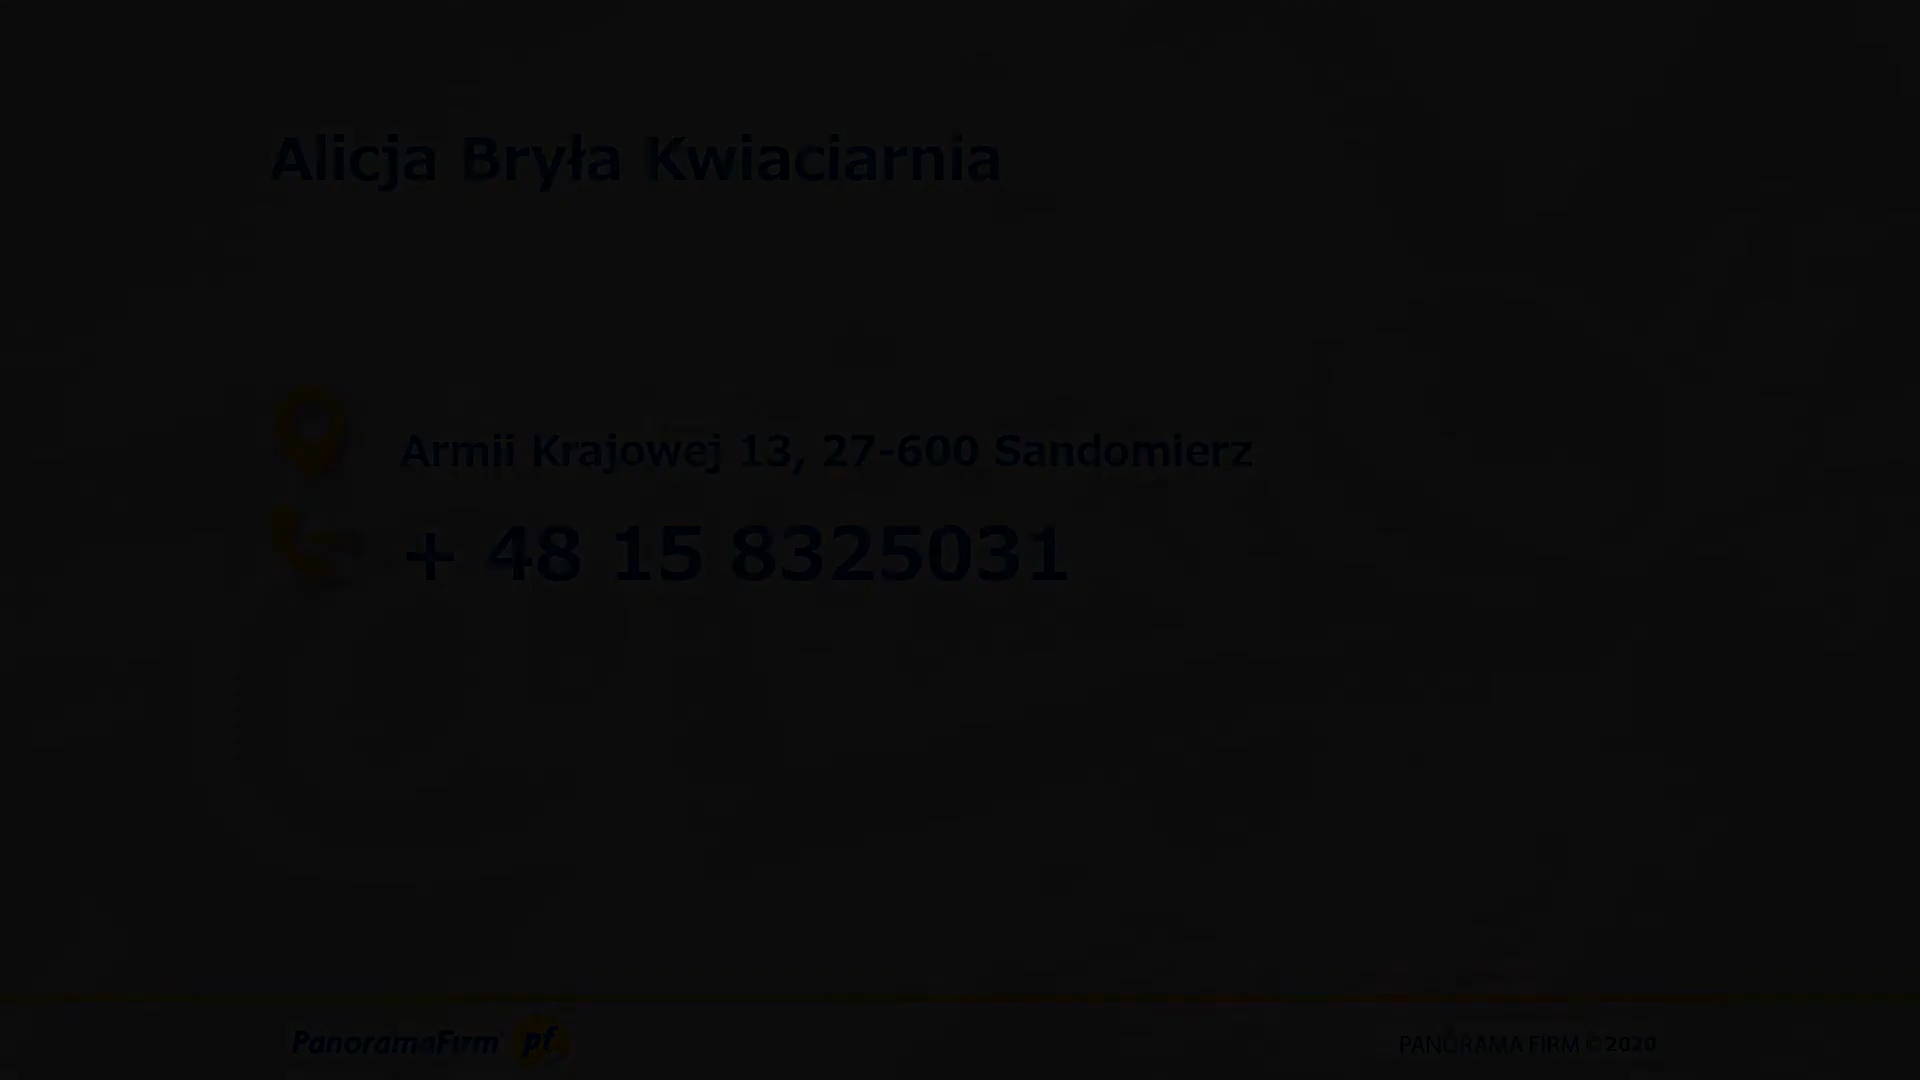 Alicja Bryła Kwiaciarnia
Armii Krajowej 13, 27-600 Sandomierz
+ 48 15 8325031
PanoramaFirm pf
PANORAMA FIRM ©2020